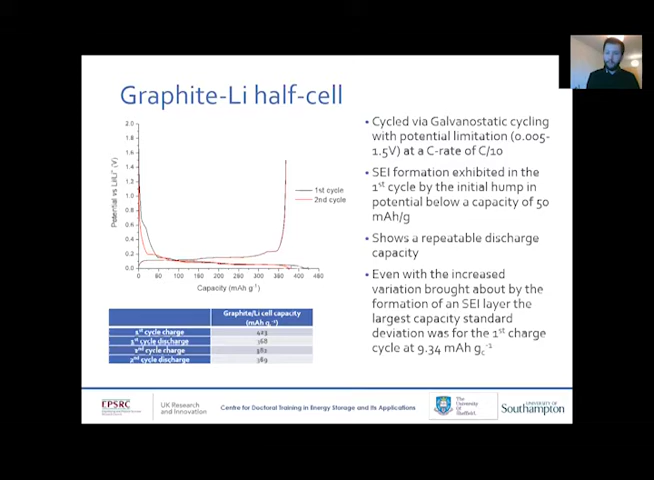 Graphite-Li half-cell
Potential vs Li/Li⁺ (V)
2.0
1.8
1.6
1.4
1.2
1.0
0.8
0.6
0.4
0.2
0.0
0
60
120
180
240
300
360
420
480
Capacity (mAh g⁻¹)
1st cycle
2nd cycle
Graphite/Li cell capacity
(mAh g⁻¹)
1st cycle charge
423
1st cycle discharge
368
2nd cycle charge
2nd cycle discharge
369
• Cycled via Galvanostatic cycling
with potential limitation (0.005-
1.5V) at a C-rate of C/10
• SEI formation exhibited in the
1st cycle by the initial hump in
potential below a capacity of 50
mAh/g
• Shows a repeatable discharge
capacity
• Even with the increased
variation brought about by the
formation of an SEI layer the
largest capacity standard
deviation was for the 1st charge
cycle at 9.34 mAh gc⁻¹
EPSRC
UK Research
and Innovation
Centre for Doctoral Training in Energy Storage and its Applications
The
University
of
Sheffield.
UNIVERSITY OF
Southampton